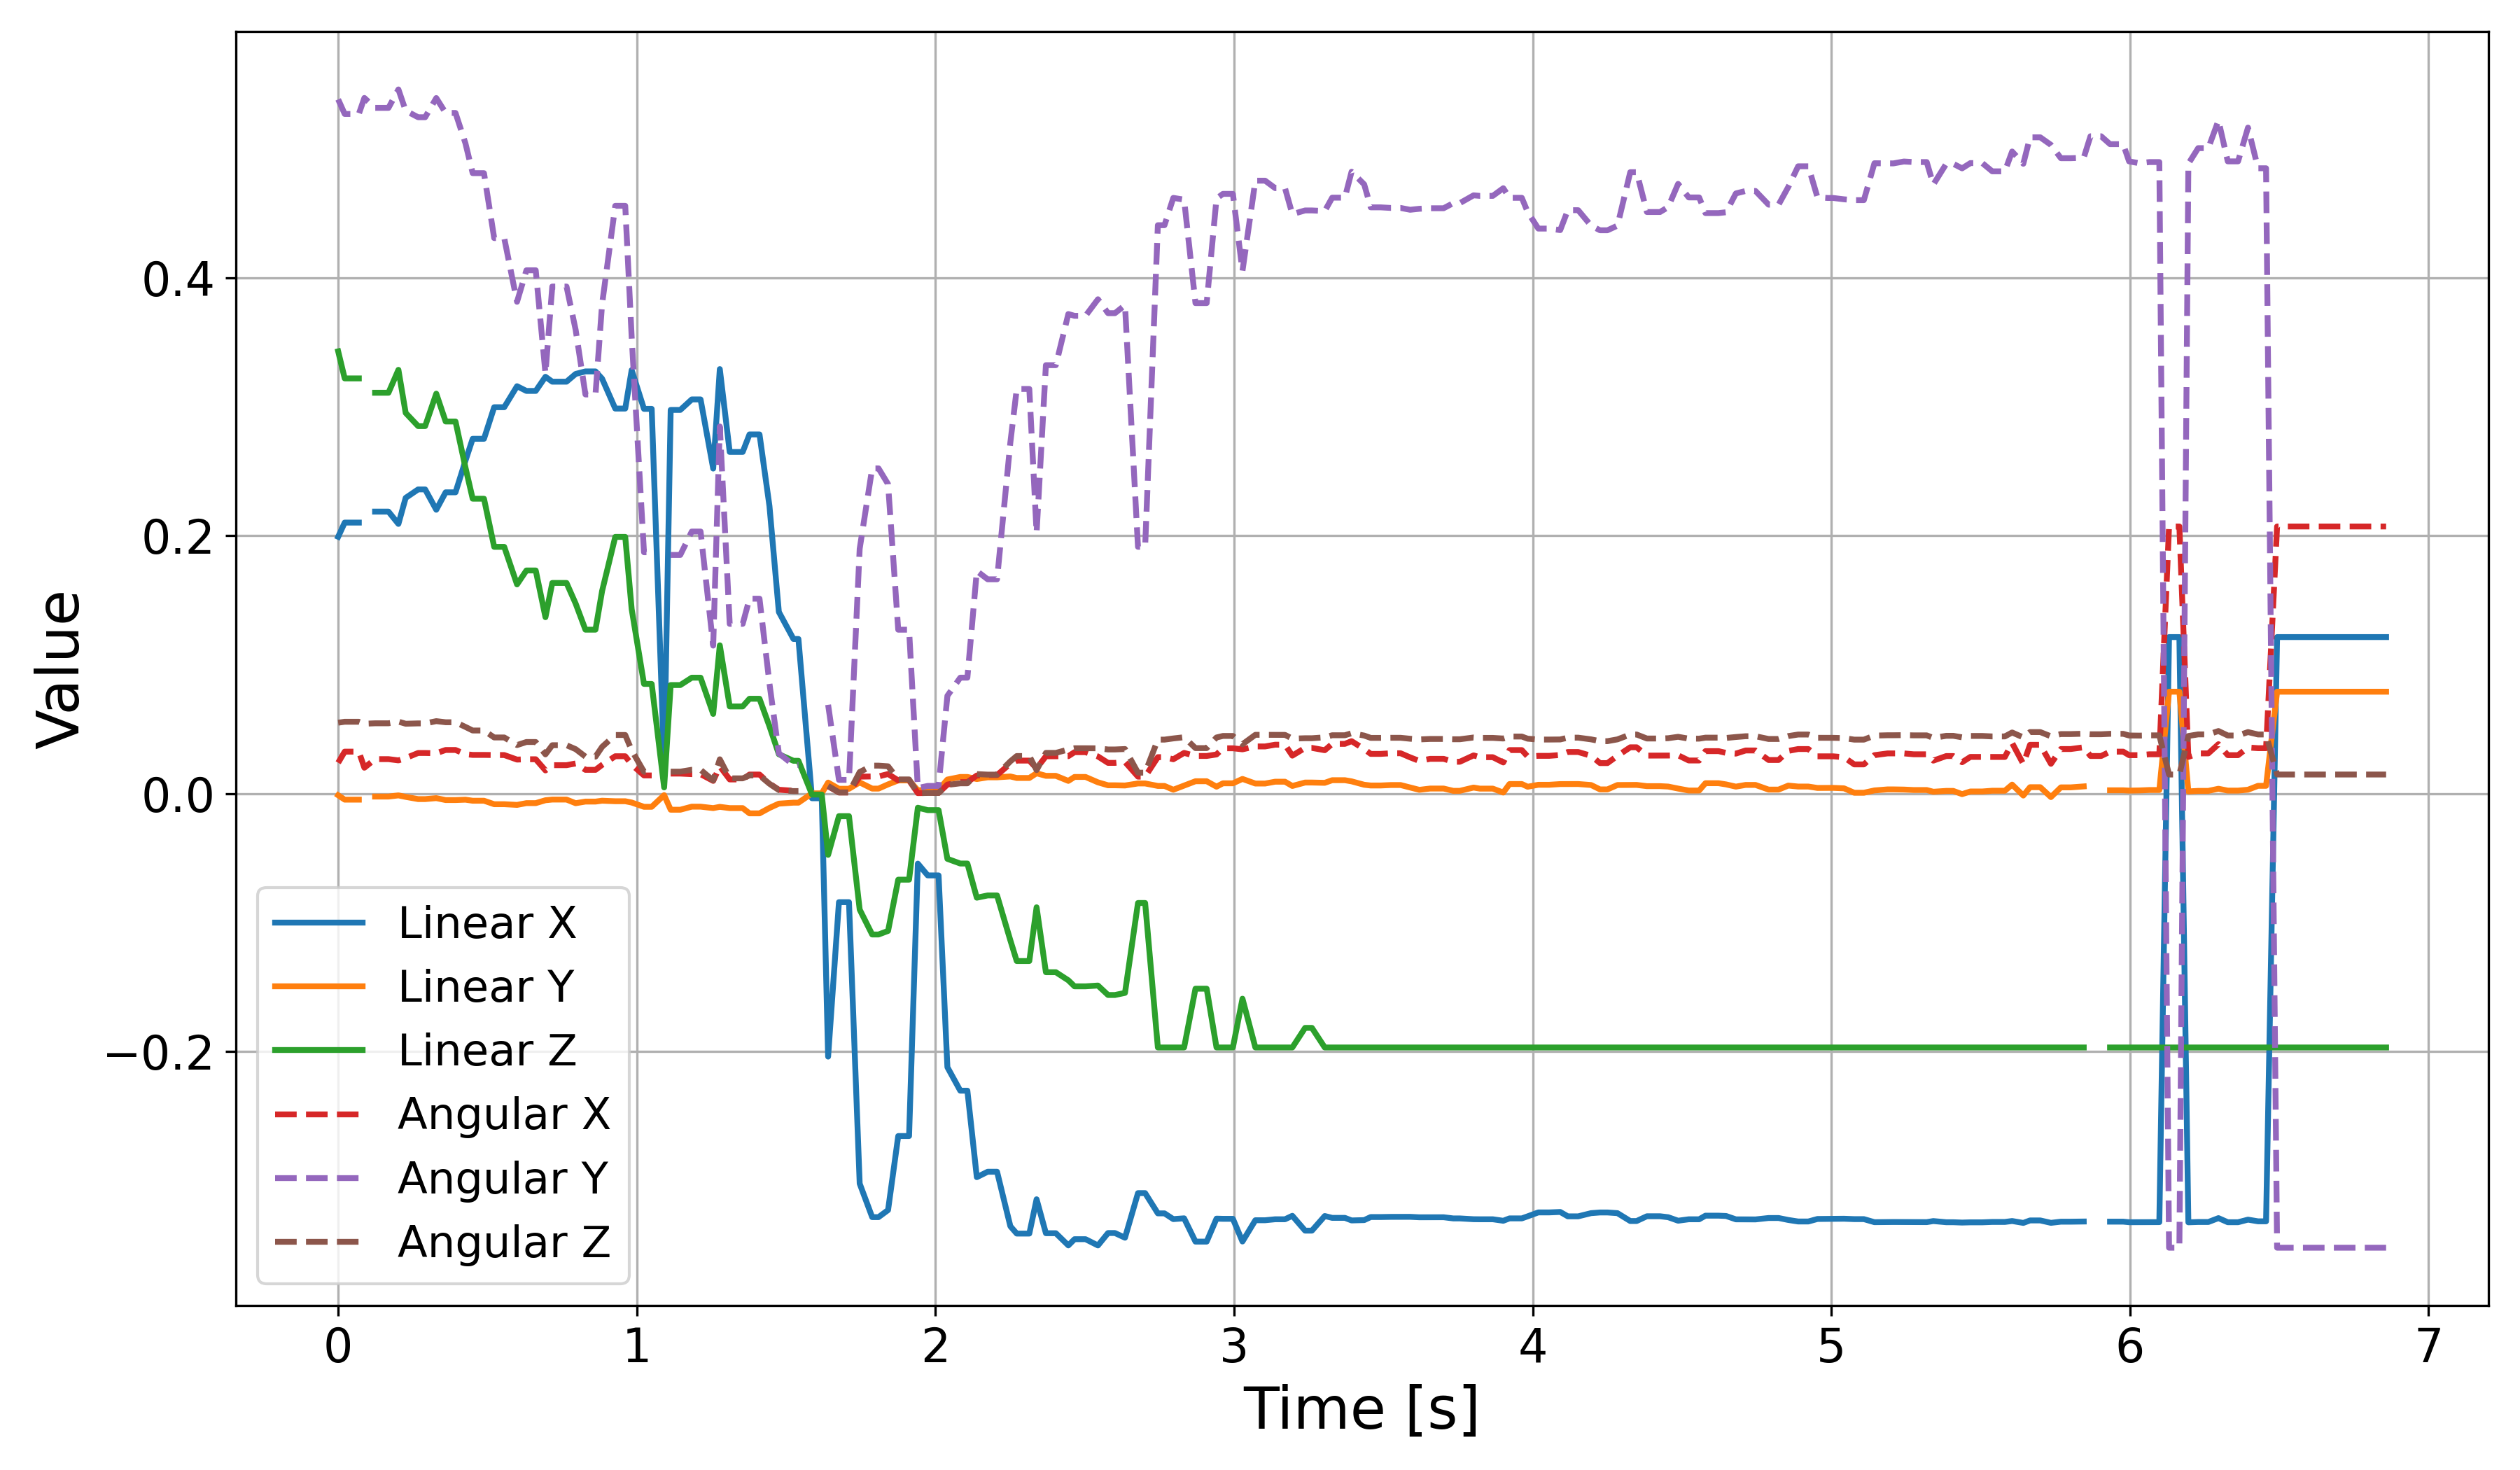 Value
0.4
0.2
0.0
−0.2
Linear X
Linear Y
Linear Z
Angular X
Angular Y
Angular Z
0 1 2 3 4 5 6 7
Time [s]